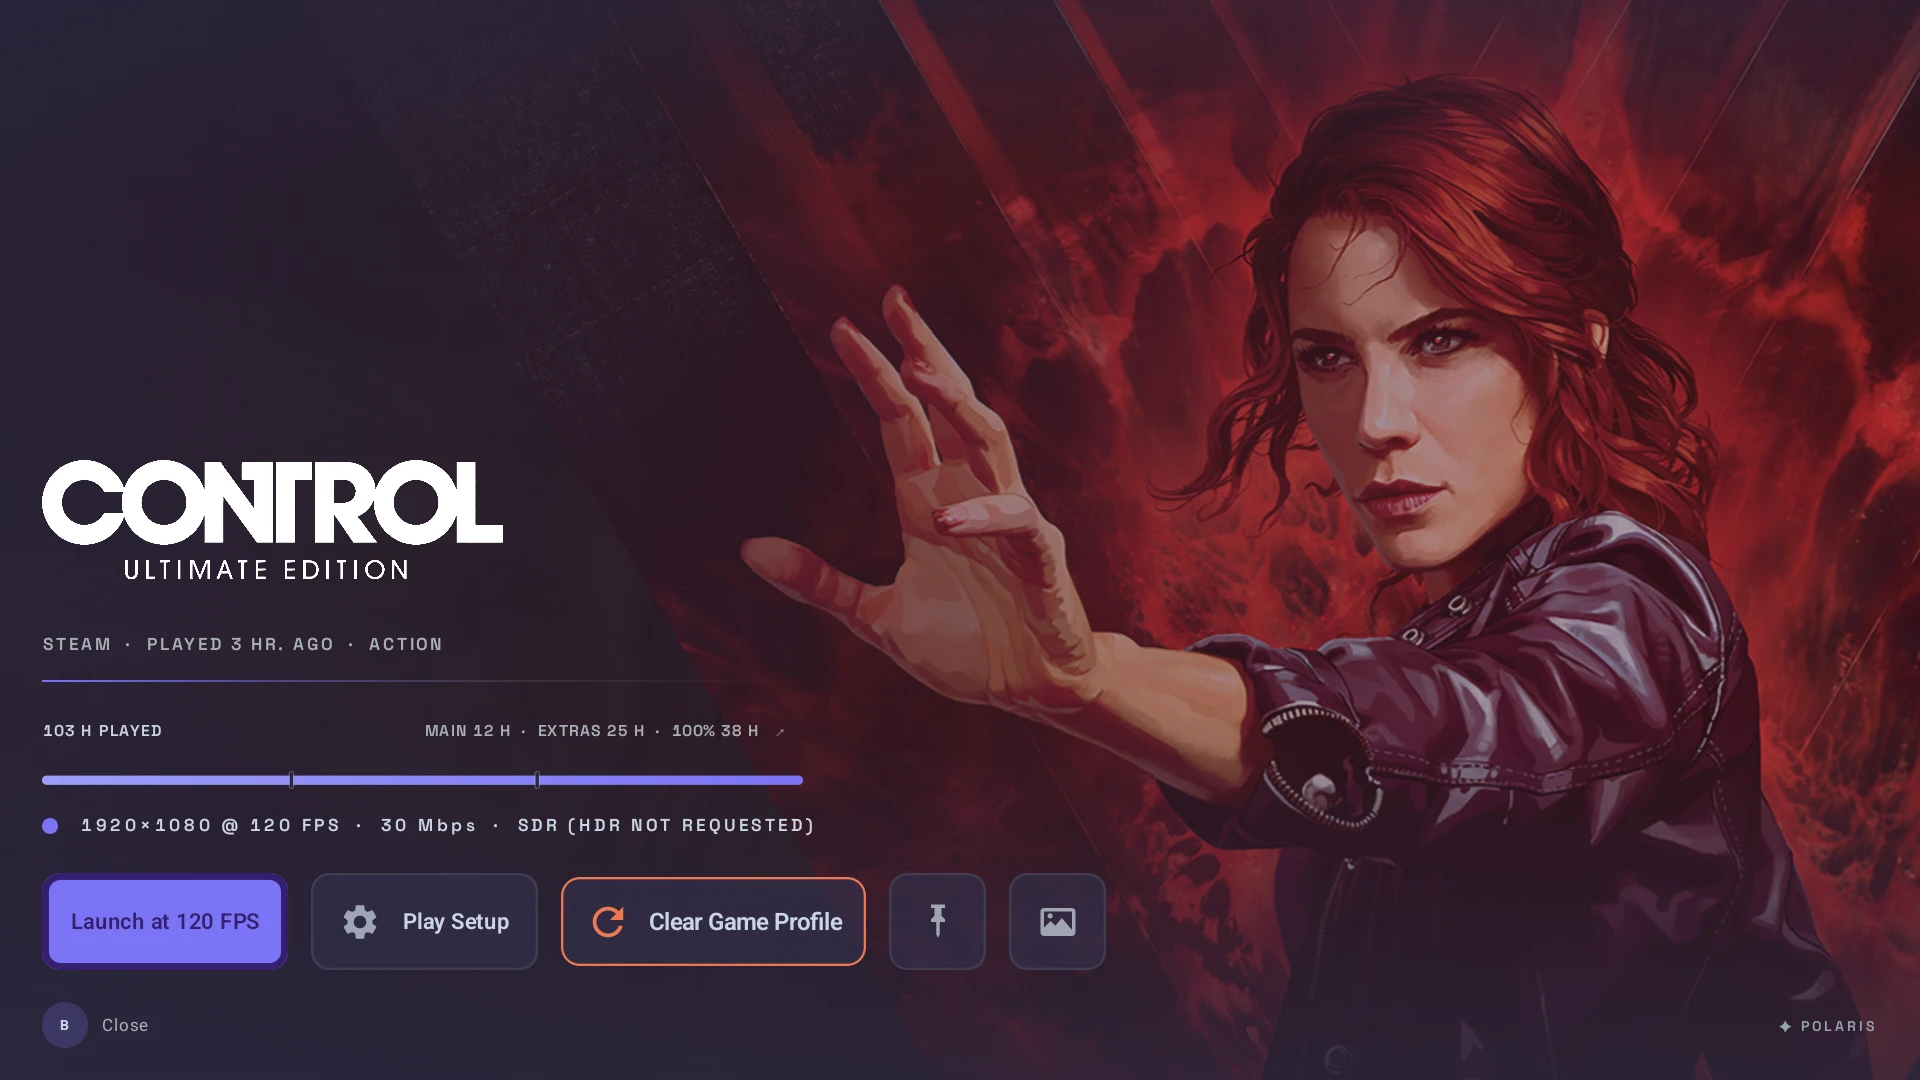 CONTROL
ULTIMATE EDITION
STEAM · PLAYED 3 HR. AGO · ACTION
103 H PLAYED
MAIN 12 H · EXTRAS 25 H · 100% 38 H ↗
1920×1080 @ 120 FPS · 30 Mbps · SDR (HDR NOT REQUESTED)
Launch at 120 FPS
Play Setup
Clear Game Profile
B Close
POLARIS